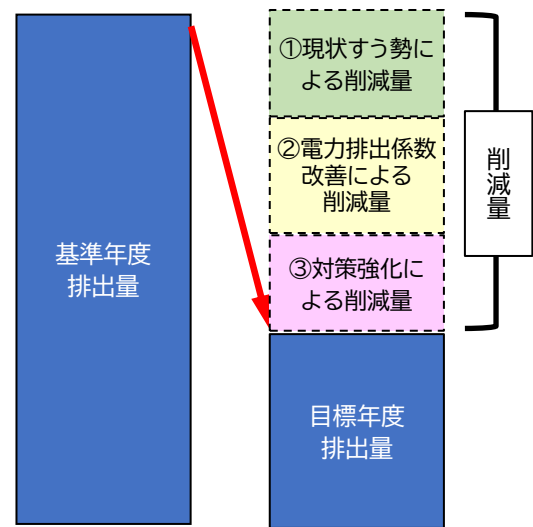 ①現状すう勢に
よる削減量
②電力排出係数
改善による
削減量
③対策強化に
よる削減量
削減量
基準年度
排出量
目標年度
排出量